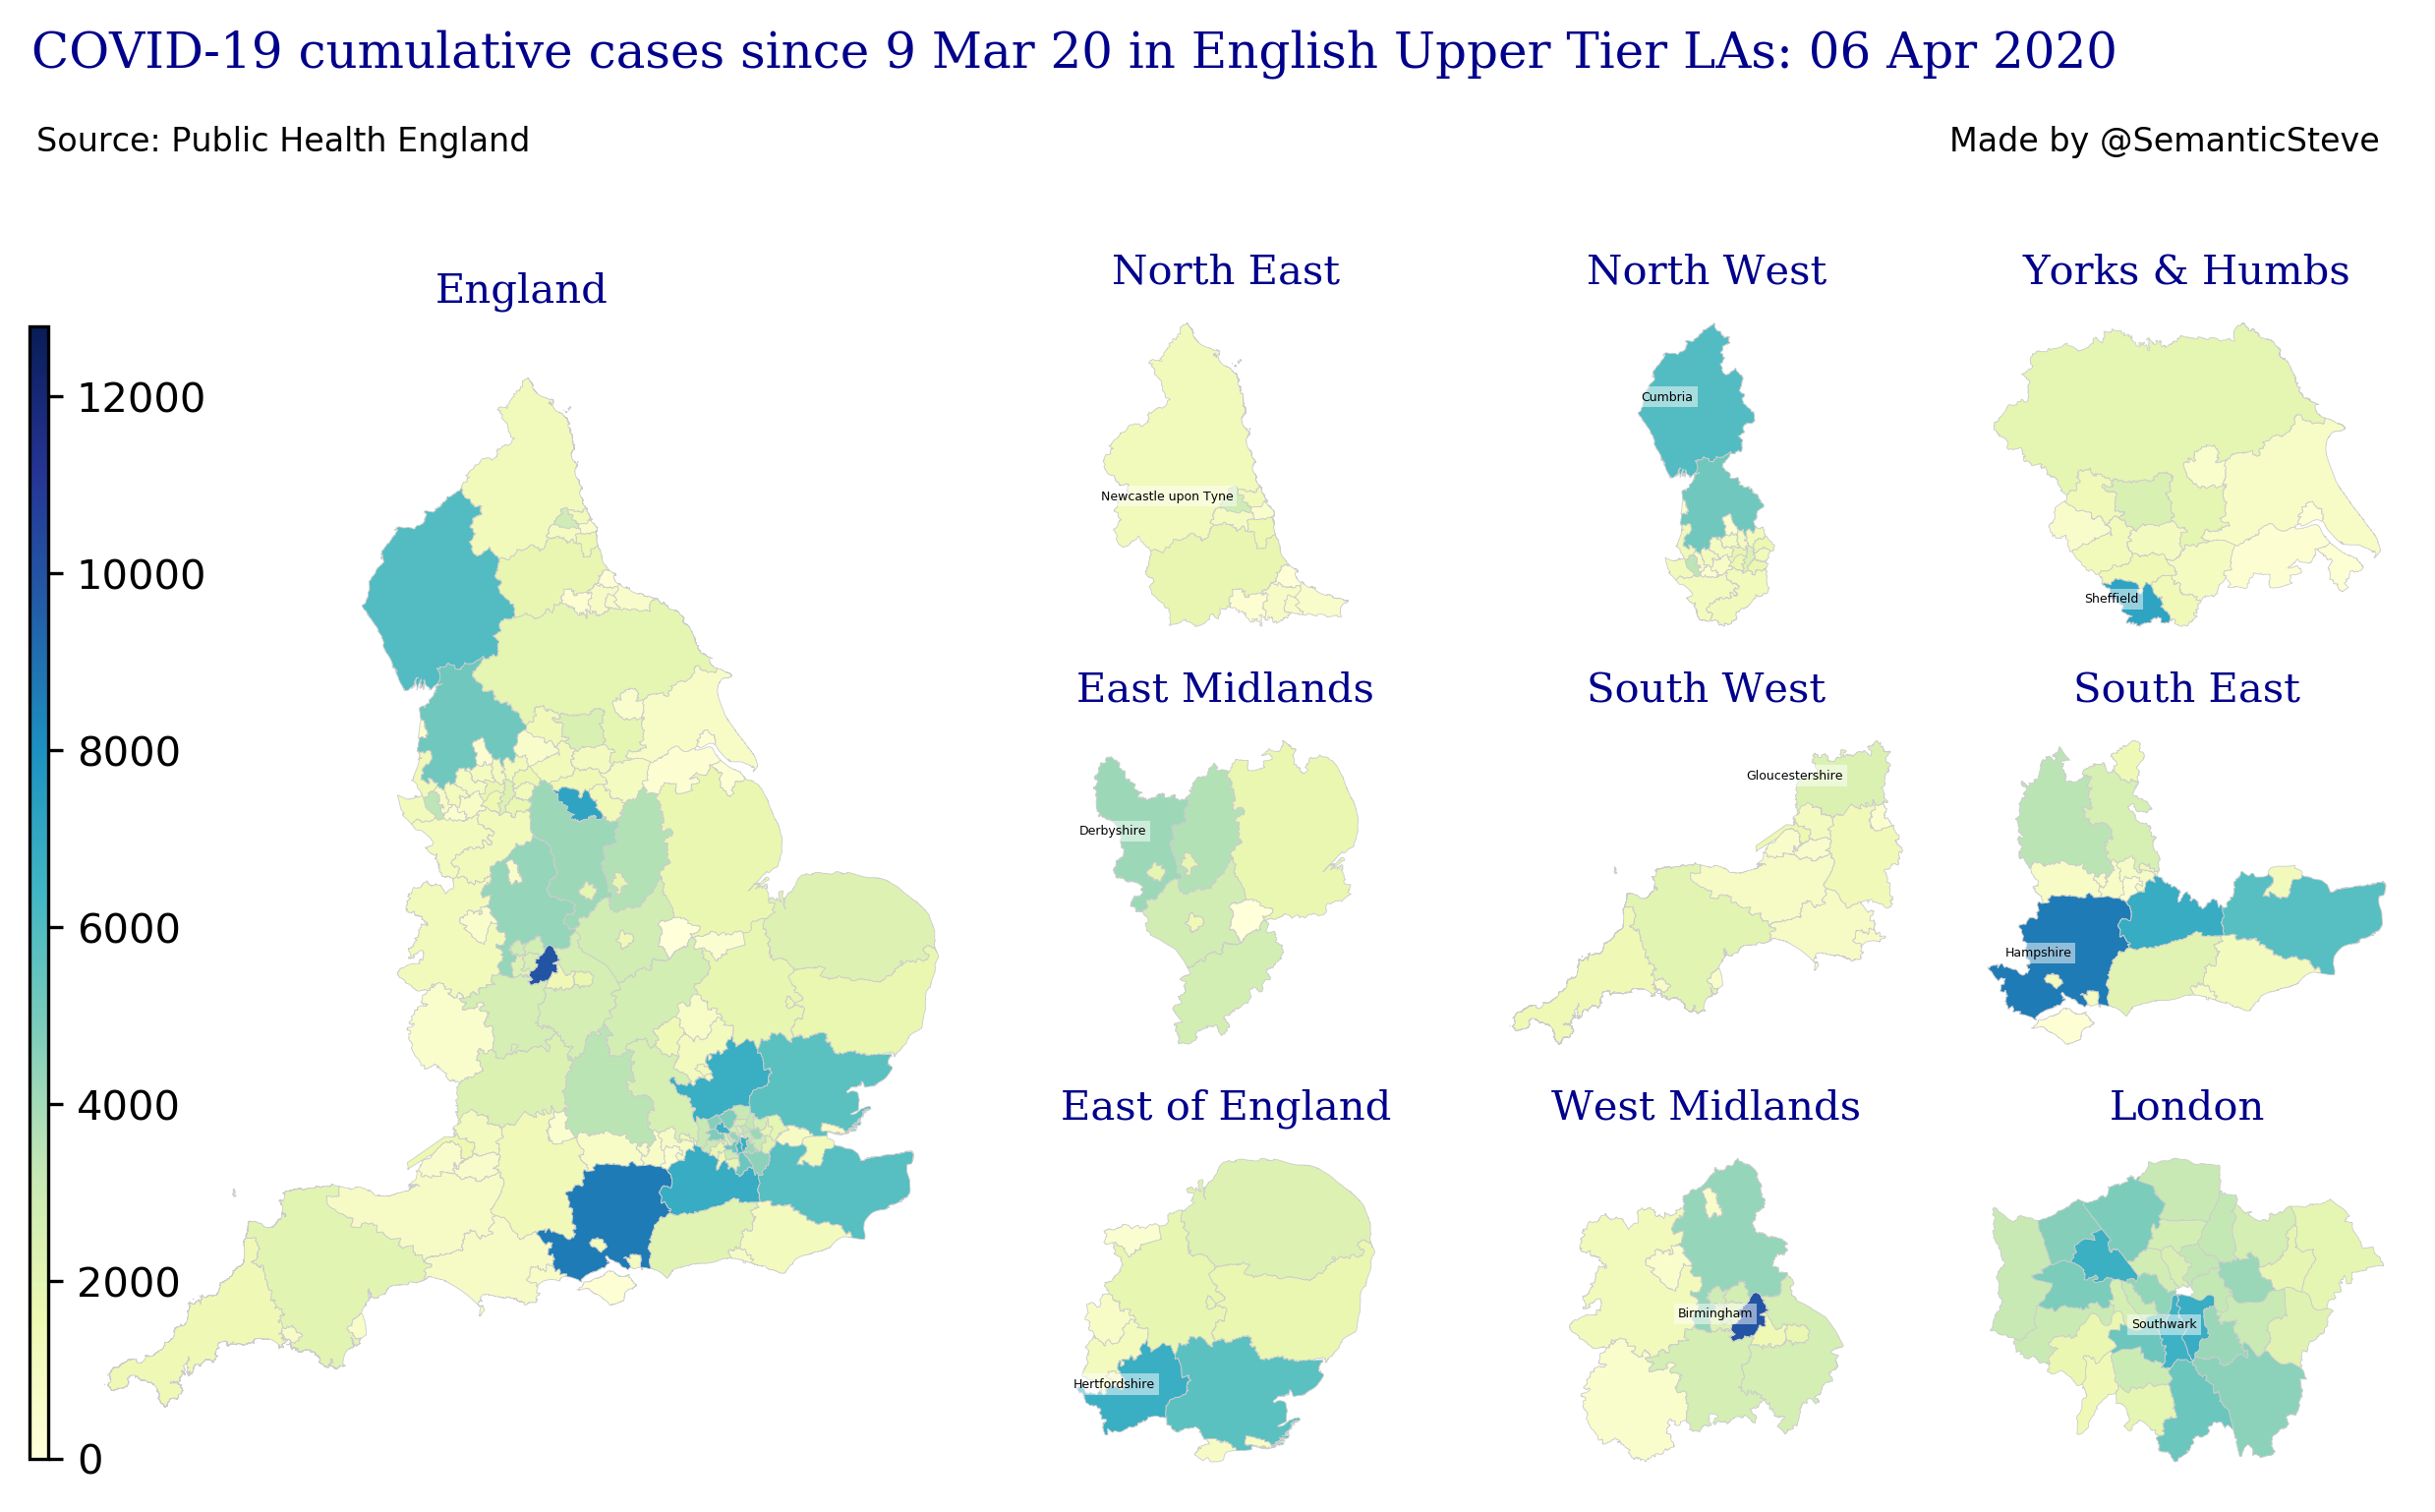 COVID-19 cumulative cases since 9 Mar 20 in English Upper Tier LAs: 06 Apr 2020
Source: Public Health England
Made by @SemanticSteve
England
12000
10000
8000
6000
4000
2000
0
North East
Newcastle upon Tyne
North West
Cumbria
Yorks & Humbs
Sheffield
East Midlands
Derbyshire
South West
Gloucestershire
South East
Hampshire
East of England
Hertfordshire
West Midlands
Birmingham
London
Southwark